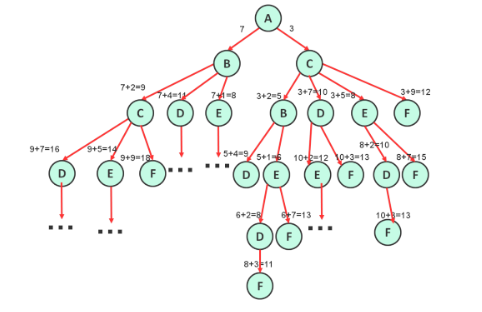 A
7 3
B C
7+2=9 7+4=11 7+1=8 3+2=5 3+7=10 3+5=8 3+9=12
C D E B D E F
9+7=16 9+5=14 9+9=18 5+4=9 5+1=6 10+2=12 10+3=13 8+2=10 8+7=15
D E F D E E F D F
6+2=8 6+7=13 10+3=13
D F F
8+3=11
F